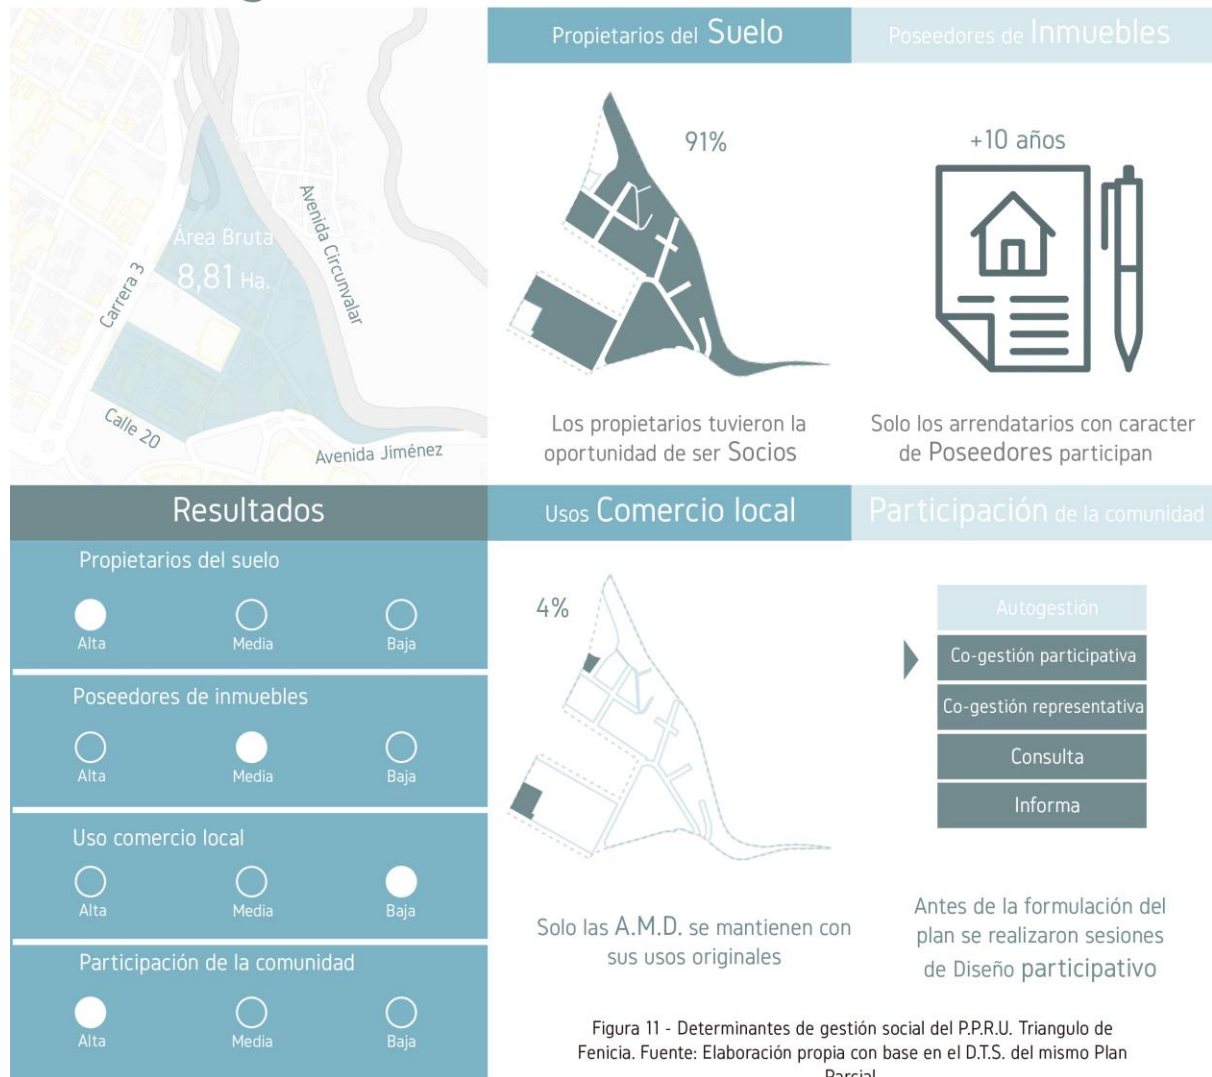 Propietarios del Suelo
Poseedores de Inmuebles
Área Bruta
8,81 Ha.
Carrera 3
Avenida Circunvalar
Calle 20
Avenida Jiménez
91%
Los propietarios tuvieron la
oportunidad de ser Socios
+10 años
Solo los arrendatarios con caracter
de Poseedores participan
Resultados
Propietarios del suelo
Alta
Media
Baja
Poseedores de inmuebles
Alta
Media
Baja
Uso comercio local
Alta
Media
Baja
Participación de la comunidad
Alta
Media
Baja
Usos Comercio local
4%
Solo las A.M.D. se mantienen con
sus usos originales
Participación de la comunidad
Autogestión
Co-gestión participativa
Co-gestión representativa
Consulta
Informa
Antes de la formulación del
plan se realizaron sesiones
de Diseño participativo
Figura 11 - Determinantes de gestión social del P.P.R.U. Triangulo de
Fenicia. Fuente: Elaboración propia con base en el D.T.S. del mismo Plan
Parcial